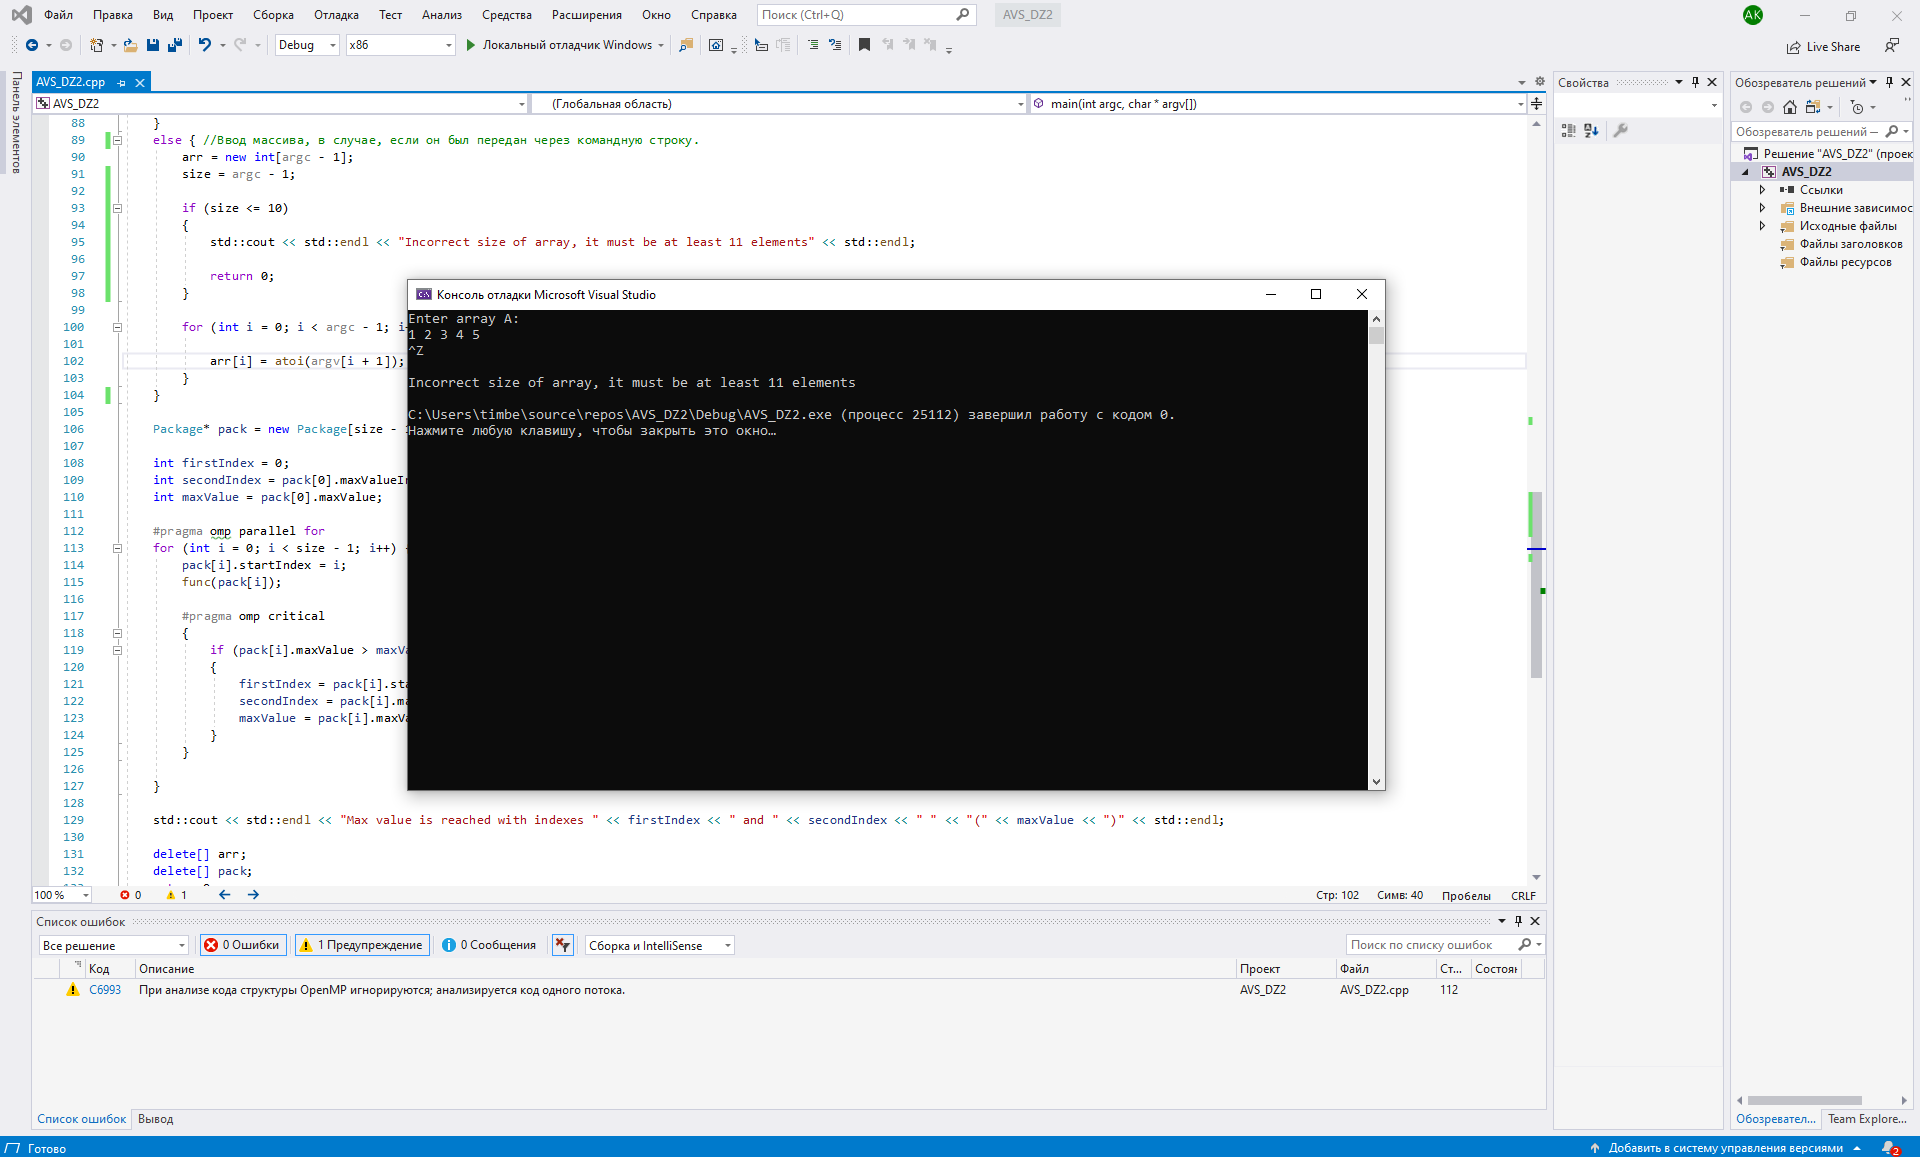 Файл Правка Вид Проект Сборка Отладка Тест Анализ Средства Расширения Окно Справка Поиск (Ctrl+Q) AVS_DZ2 AK
Debug x86 Локальный отладчик Windows Live Share
Панель элементов
AVS_DZ2.cpp
AVS_DZ2 (Глобальная область) main(int argc, char * argv[])
88 }
89 else { //Ввод массива, в случае, если он был передан через командную строку.
90 arr = new int[argc - 1];
91 size = argc - 1;
92
93 if (size <= 10)
94 {
95 std::cout << std::endl << "Incorrect size of array, it must be at least 11 elements" << std::endl;
96
97 return 0;
98 }
99
100 for (int i = 0; i < argc - 1; i
101
102 arr[i] = atoi(argv[i + 1]);
103 }
104 }
105
106 Package* pack = new Package[size -
107
108 int firstIndex = 0;
109 int secondIndex = pack[0].maxValueI
110 int maxValue = pack[0].maxValue;
111
112 #pragma omp parallel for
113 for (int i = 0; i < size - 1; i++)
114 pack[i].startIndex = i;
115 func(pack[i]);
116
117 #pragma omp critical
118 {
119 if (pack[i].maxValue > maxVa
120 {
121 firstIndex = pack[i].sta
122 secondIndex = pack[i].ma
123 maxValue = pack[i].maxVa
124 }
125 }
126
127 }
128
129 std::cout << std::endl << "Max value is reached with indexes " << firstIndex << " and " << secondIndex << " " << "(" << maxValue << ")" << std::endl;
130
131 delete[] arr;
132 delete[] pack;
Консоль отладки Microsoft Visual Studio
Enter array A:
1 2 3 4 5
^Z
Incorrect size of array, it must be at least 11 elements
C:\Users\timbe\source\repos\AVS_DZ2\Debug\AVS_DZ2.exe (процесс 25112) завершил работу с кодом 0.
Нажмите любую клавишу, чтобы закрыть это окно…
100 % 0 1 Стр: 102 Симв: 40 Пробелы CRLF
Список ошибок
Все решение 0 Ошибки 1 Предупреждение 0 Сообщения Сборка и IntelliSense Поиск по списку ошибок
Код Описание Проект Файл Ст... Состоян
C6993 При анализе кода структуры OpenMP игнорируются; анализируется код одного потока. AVS_DZ2 AVS_DZ2.cpp 112
Список ошибок Вывод
Свойства
Обозреватель решений
Обозреватель решений —
Решение "AVS_DZ2" (проек
AVS_DZ2
Ссылки
Внешние зависимос
Исходные файлы
Файлы заголовков
Файлы ресурсов
Обозревател... Team Explore...
Готово Добавить в систему управления версиями 2